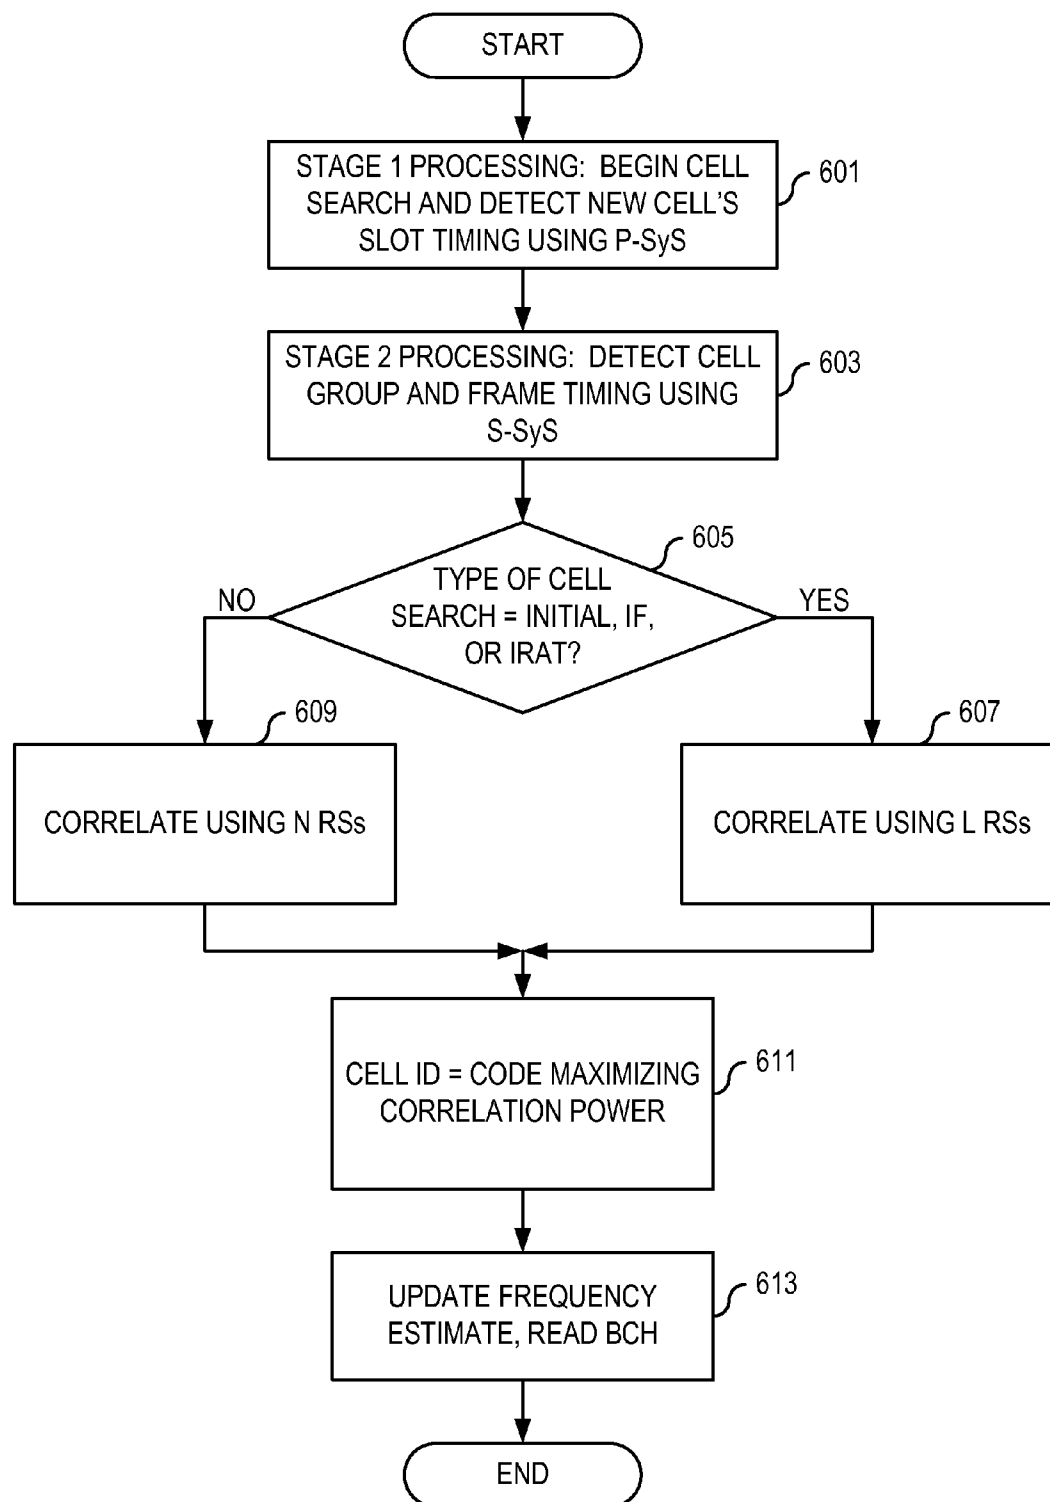 START
STAGE 1 PROCESSING: BEGIN CELL
SEARCH AND DETECT NEW CELL'S
SLOT TIMING USING P-SyS
601
STAGE 2 PROCESSING: DETECT CELL
GROUP AND FRAME TIMING USING
S-SyS
603
TYPE OF CELL
SEARCH = INITIAL, IF,
OR IRAT?
605
NO
YES
609
CORRELATE USING N RSs
607
CORRELATE USING L RSs
CELL ID = CODE MAXIMIZING
CORRELATION POWER
611
UPDATE FREQUENCY
ESTIMATE, READ BCH
613
END